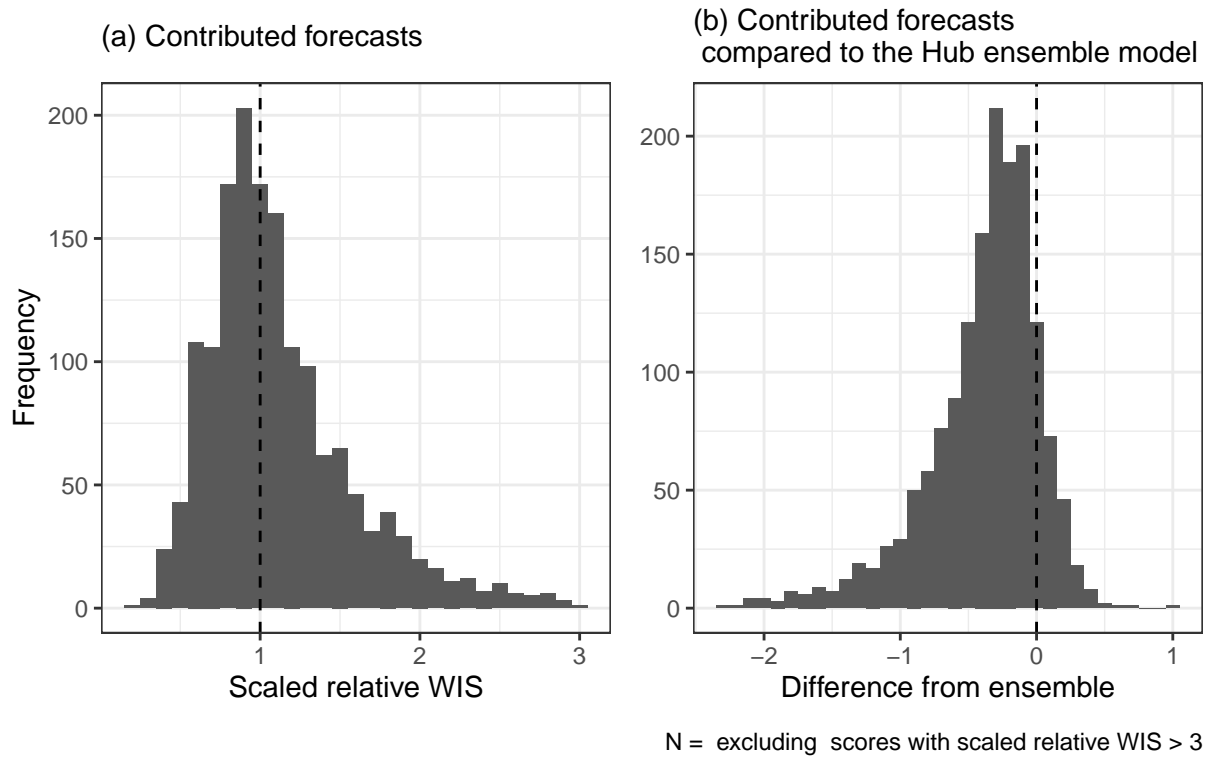 (a) Contributed forecasts
200
150
100
50
0
Frequency
1
2
3
Scaled relative WIS
(b) Contributed forecasts
compared to the Hub ensemble model
200
150
100
50
0
−2
−1
0
1
Difference from ensemble
N =  excluding  scores with scaled relative WIS > 3